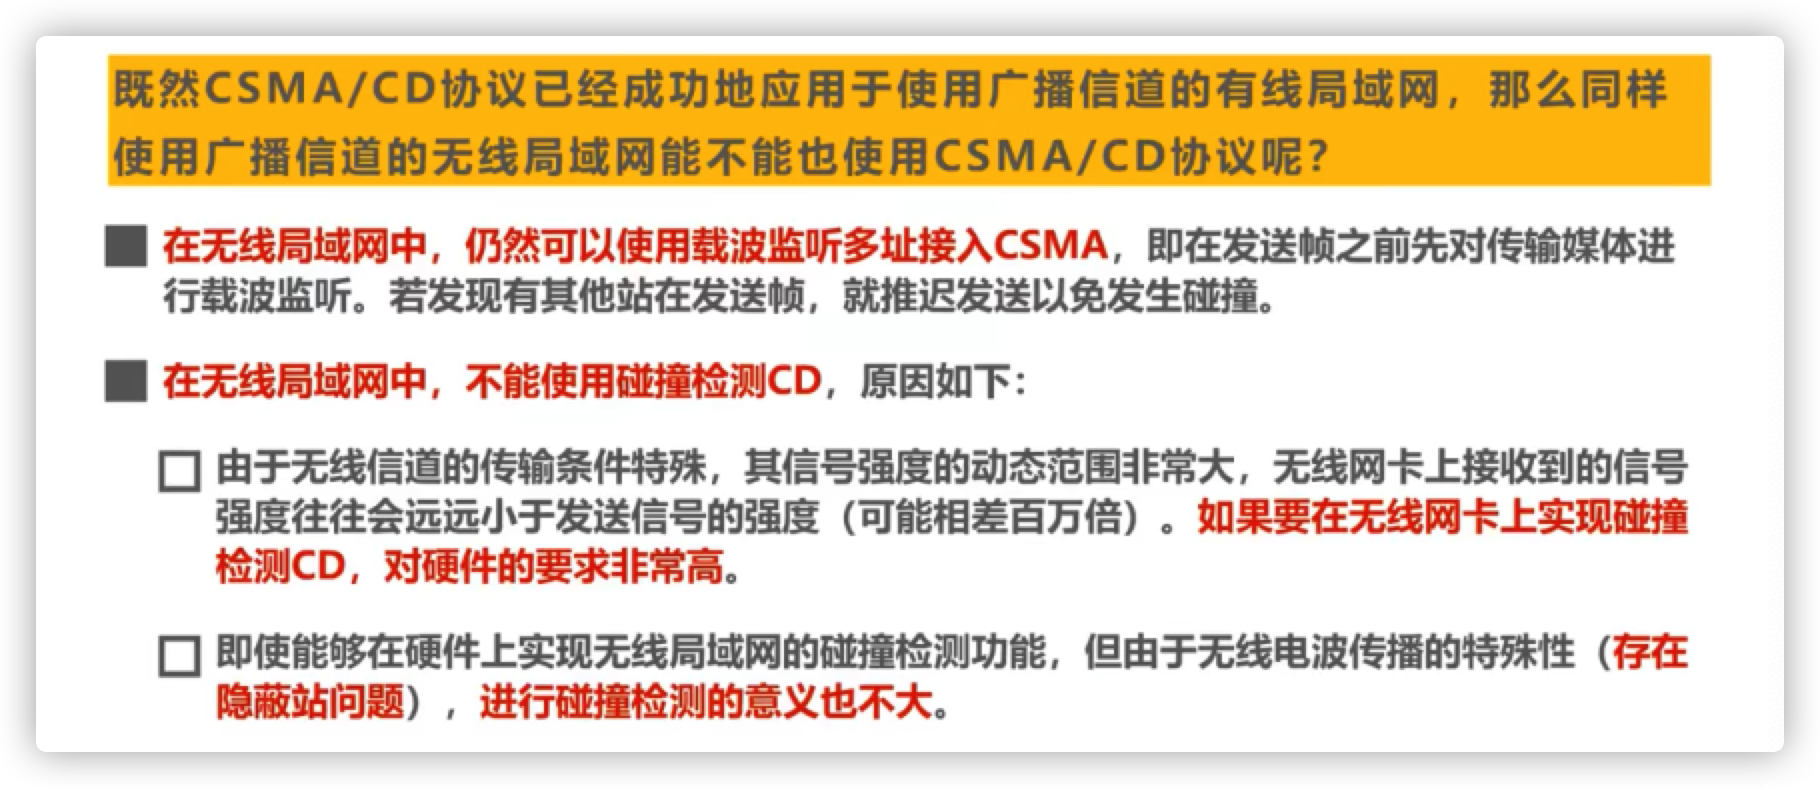 既然CSMA/CD协议已经成功地应用于使用广播信道的有线局域网，那么同样
使用广播信道的无线局域网能不能也使用CSMA/CD协议呢？
在无线局域网中，仍然可以使用载波监听多址接入CSMA，即在发送帧之前先对传输媒体进
行载波监听。若发现有其他站在发送帧，就推迟发送以免发生碰撞。
在无线局域网中，不能使用碰撞检测CD，原因如下：
由于无线信道的传输条件特殊，其信号强度的动态范围非常大，无线网卡上接收到的信号
强度往往会远远小于发送信号的强度（可能相差百万倍）。如果要在无线网卡上实现碰撞
检测CD，对硬件的要求非常高。
即使能够在硬件上实现无线局域网的碰撞检测功能，但由于无线电波传播的特殊性（存在
隐蔽站问题），进行碰撞检测的意义也不大。